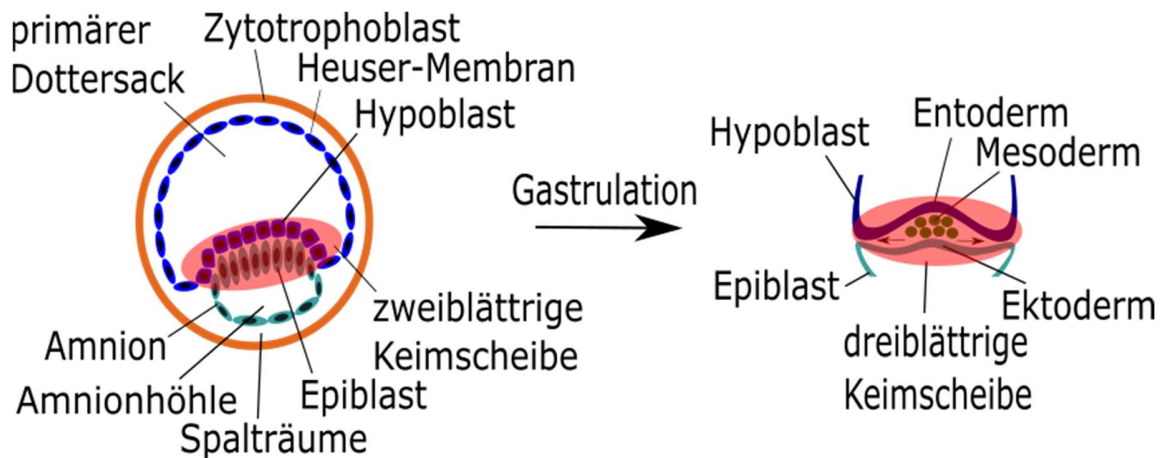 primärer
Dottersack
Zytotrophoblast
Heuser-Membran
Hypoblast
zweiblättrige
Keimscheibe
Epiblast
Spalträume
Amnionhöhle
Amnion
Gastrulation
Hypoblast
Entoderm
Mesoderm
Epiblast
Ektoderm
dreiblättrige
Keimscheibe